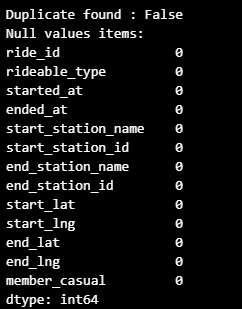 Duplicate found : False
Null values items:
ride_id 0
rideable_type 0
started_at 0
ended_at 0
start_station_name 0
start_station_id 0
end_station_name 0
end_station_id 0
start_lat 0
start_lng 0
end_lat 0
end_lng 0
member_casual 0
dtype: int64